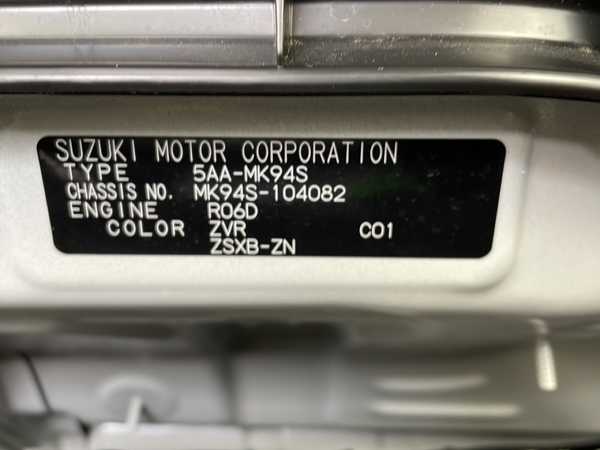 SUZUKI MOTOR CORPORATION
TYPE 5AA-MK94S
CHASSIS NO. MK94S-104082
ENGINE R06D
COLOR ZVR C01
ZSXB-ZN